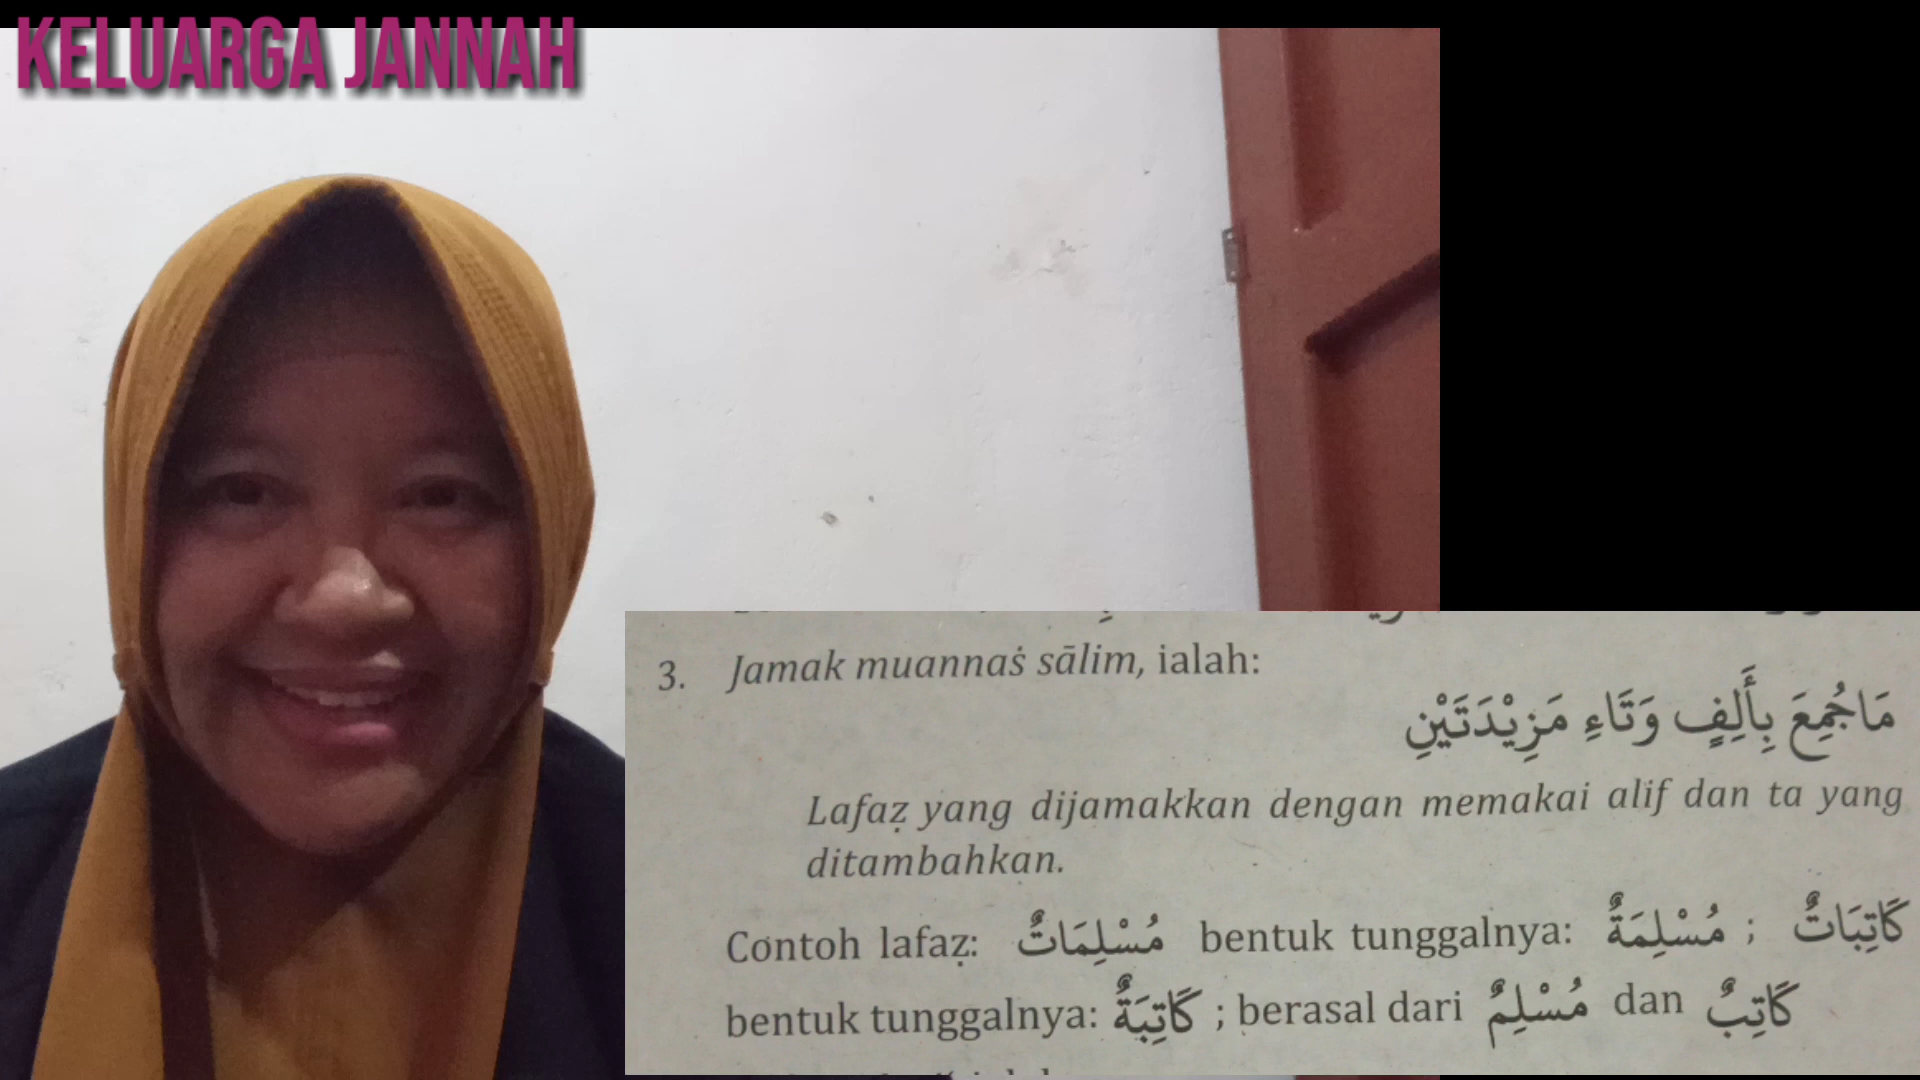 KELUARGA JANNAH
3. Jamak muannaṡ sālim, ialah:
مَاجُمِعَ بِأَلِفٍ وَتَاءٍ مَزِيْدَتَيْنِ
Lafaẓ yang dijamakkan dengan memakai alif dan ta yang
ditambahkan.
Contoh lafaẓ: مُسْلِمَاتٌ bentuk tunggalnya: مُسْلِمَةٌ ; كَاتِبَاتٌ
bentuk tunggalnya: كَاتِبَةٌ ; berasal dari مُسْلِمٌ dan كَاتِبٌ